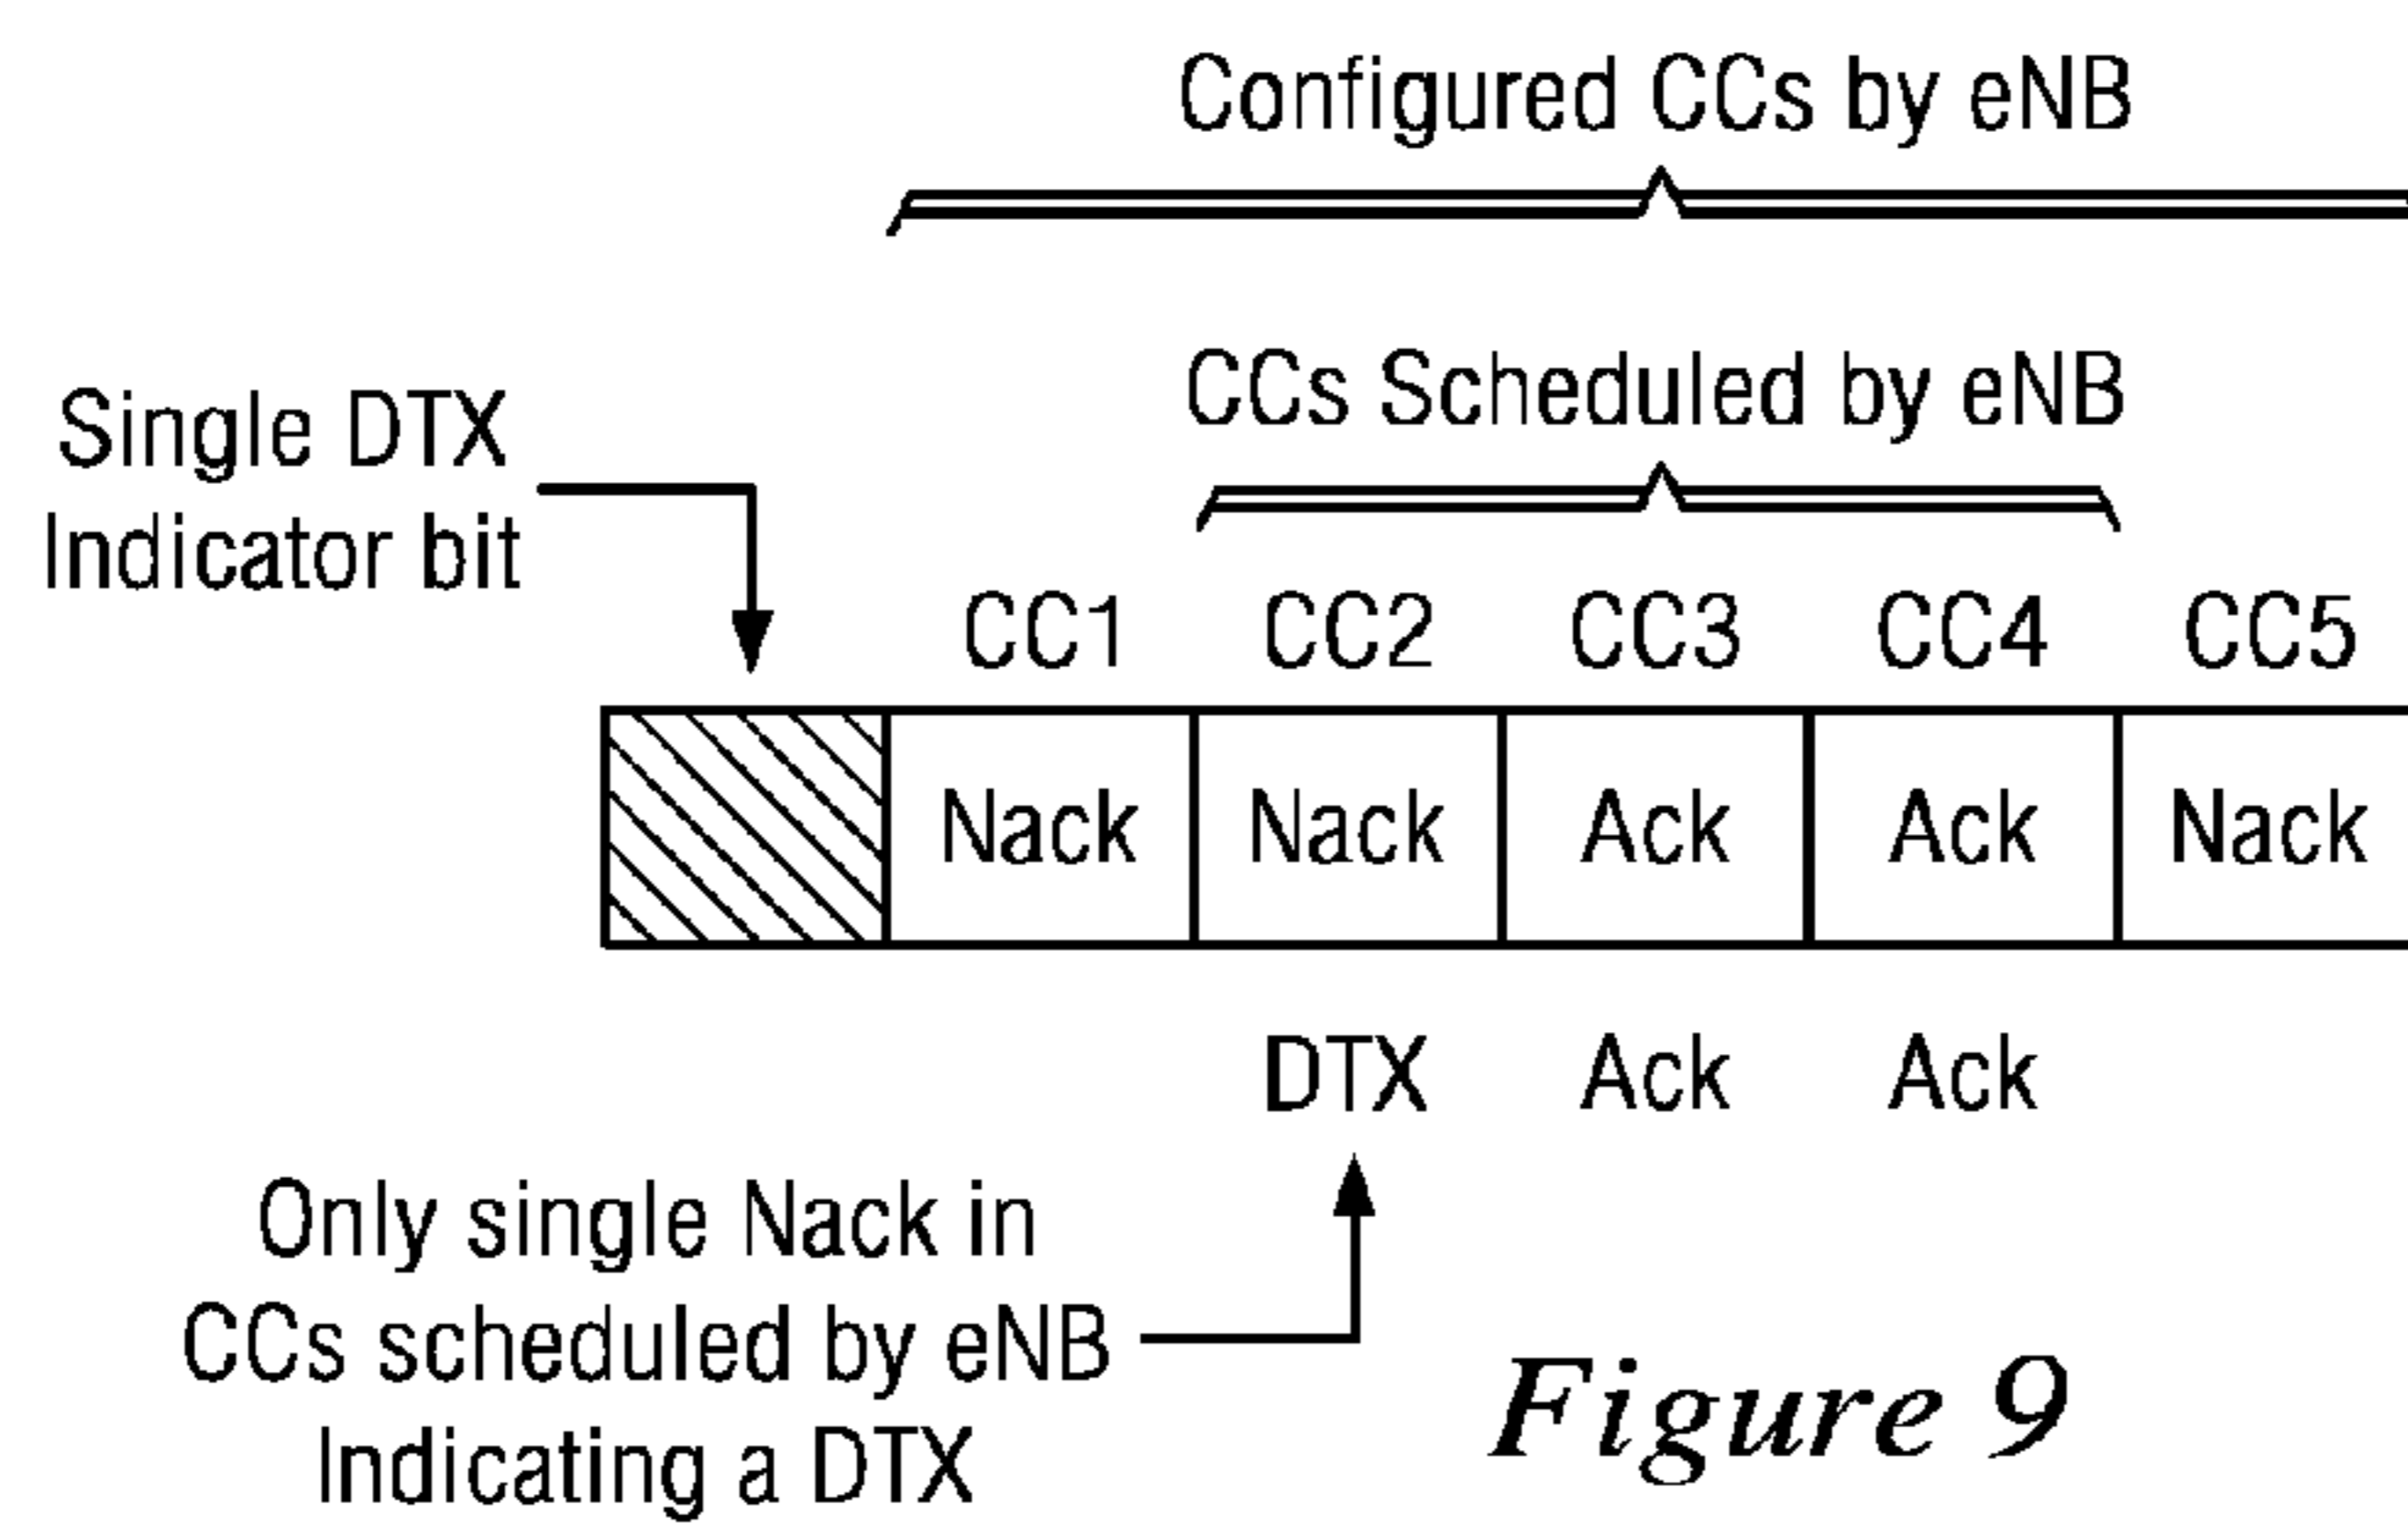 Configured CCs by eNB
CCs Scheduled by eNB
Single DTX
Indicator bit
CC1 CC2 CC3 CC4 CC5
Nack Nack Ack Ack Nack
DTX Ack Ack
Only single Nack in
CCs scheduled by eNB
Indicating a DTX
Figure 9